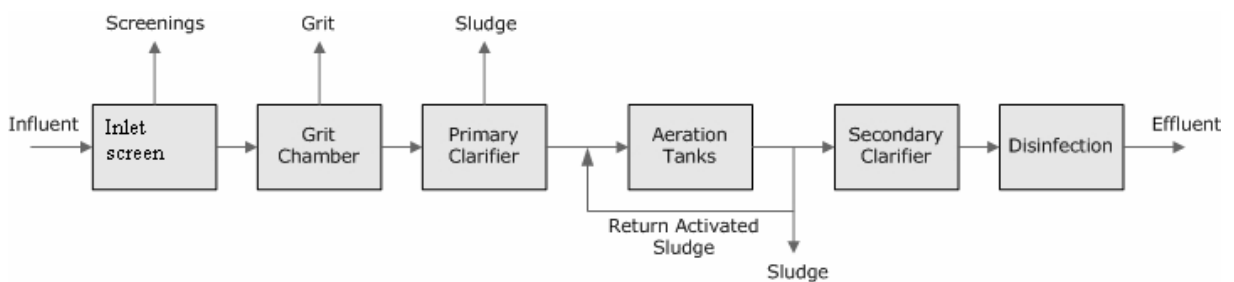 Screenings
Grit
Sludge
Influent
Inlet
screen
Grit
Chamber
Primary
Clarifier
Aeration
Tanks
Secondary
Clarifier
Disinfection
Effluent
Return Activated
Sludge
Sludge